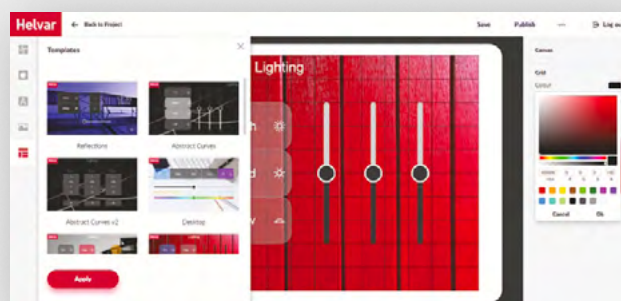 Helvar
Back to Project
Save
Publish
Log ou
Templates
Lighting
Canvas
Grid
Colour
Reflections
Abstract Curves
Abstract Curves v2
Desktop
Cancel
Ok
Apply